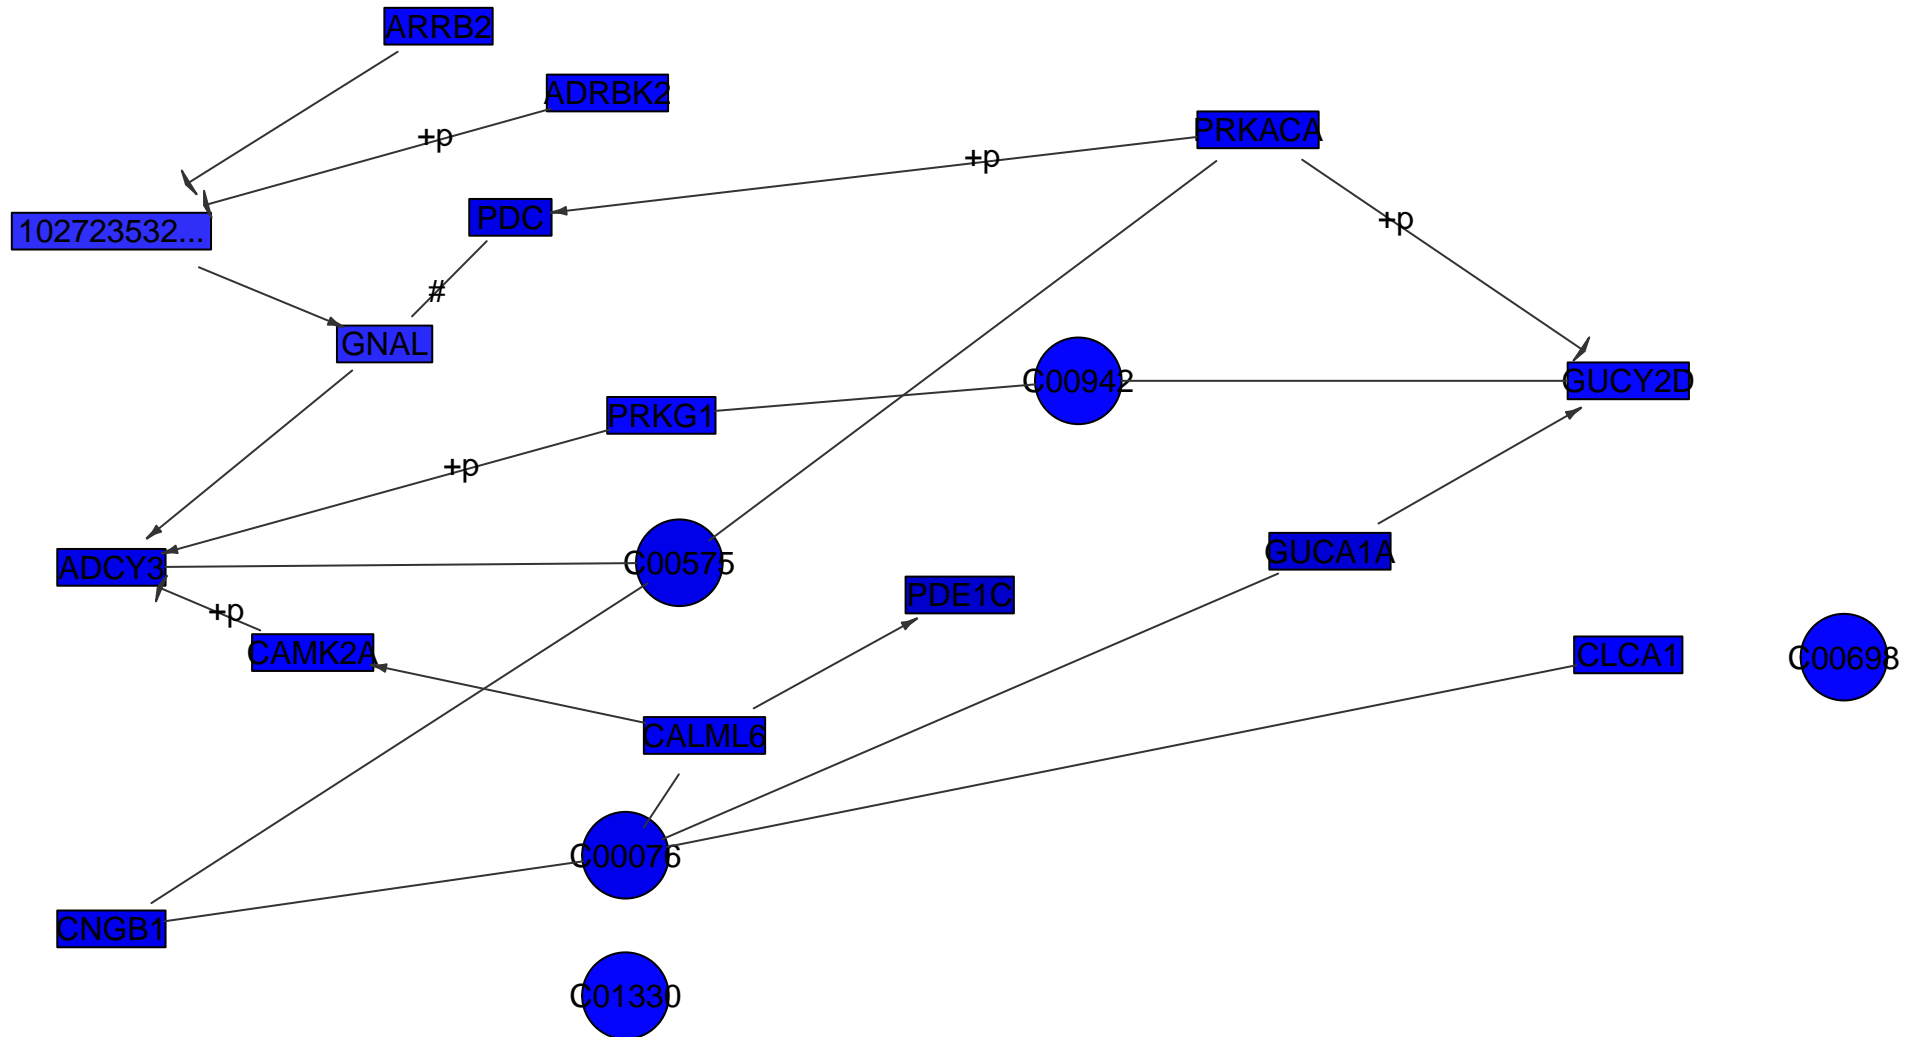 ARRB2
ADRBK2
+p
PRKACA
+p
102723532...
PDC
+p
#
GNAL
C00942
GUCY2D
PRKG1
+p
ADCY3
C00575
GUCA1A
PDE1C
+p
CAMK2A
CLCA1
C00698
CALML6
C00076
CNGB1
C01330